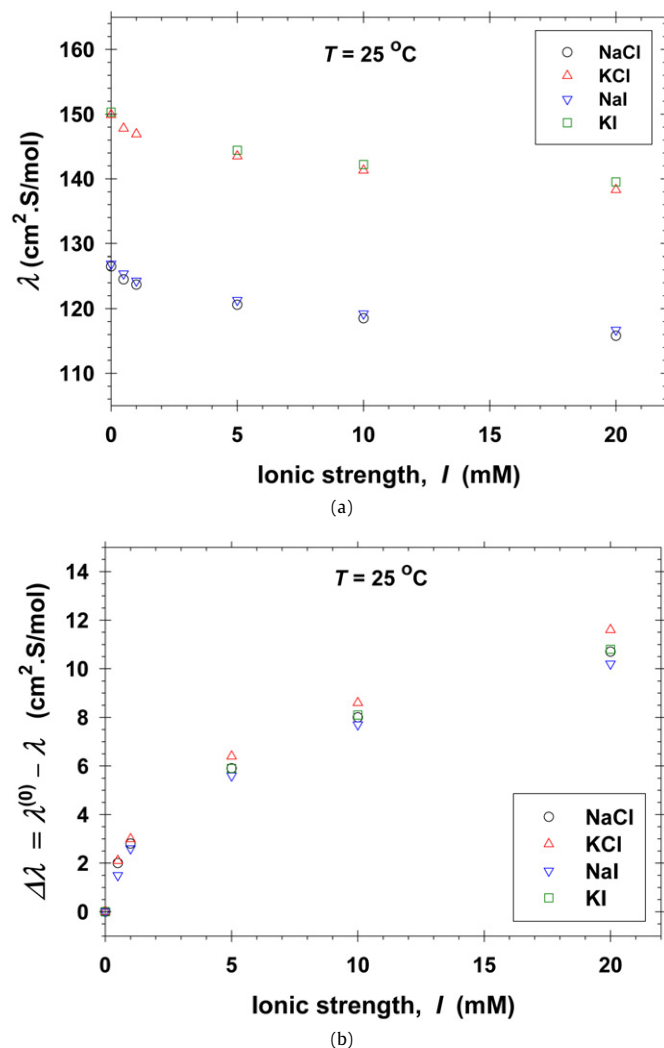 T = 25 °C
NaCl
KCl
NaI
KI
160
150
140
130
120
110
λ (cm².S/mol)
0 5 10 15 20
Ionic strength, I (mM)
(a)
T = 25 °C
14
12
10
8
6
4
2
0
Δλ = λ⁽⁰⁾ − λ (cm².S/mol)
NaCl
KCl
NaI
KI
0 5 10 15 20
Ionic strength, I (mM)
(b)